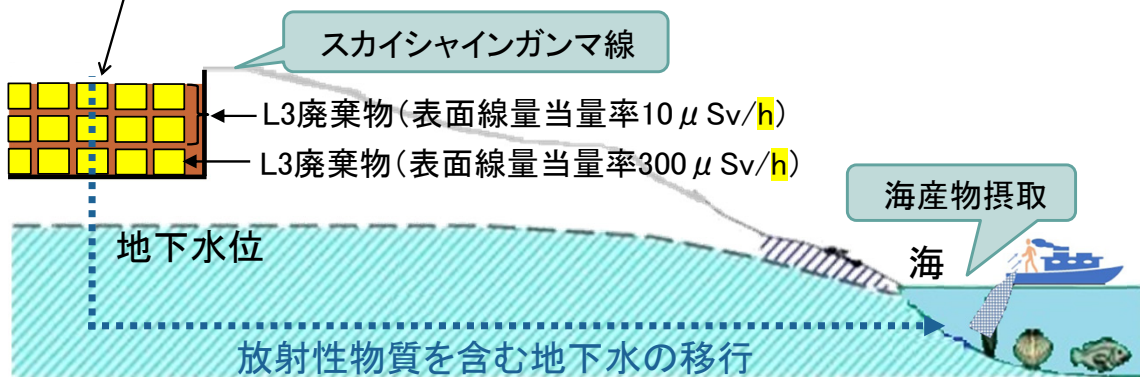 スカイシャインガンマ線
L3廃棄物(表面線量当量率10μSv/h)
L3廃棄物(表面線量当量率300μSv/h)
海産物摂取
地下水位
海
放射性物質を含む地下水の移行